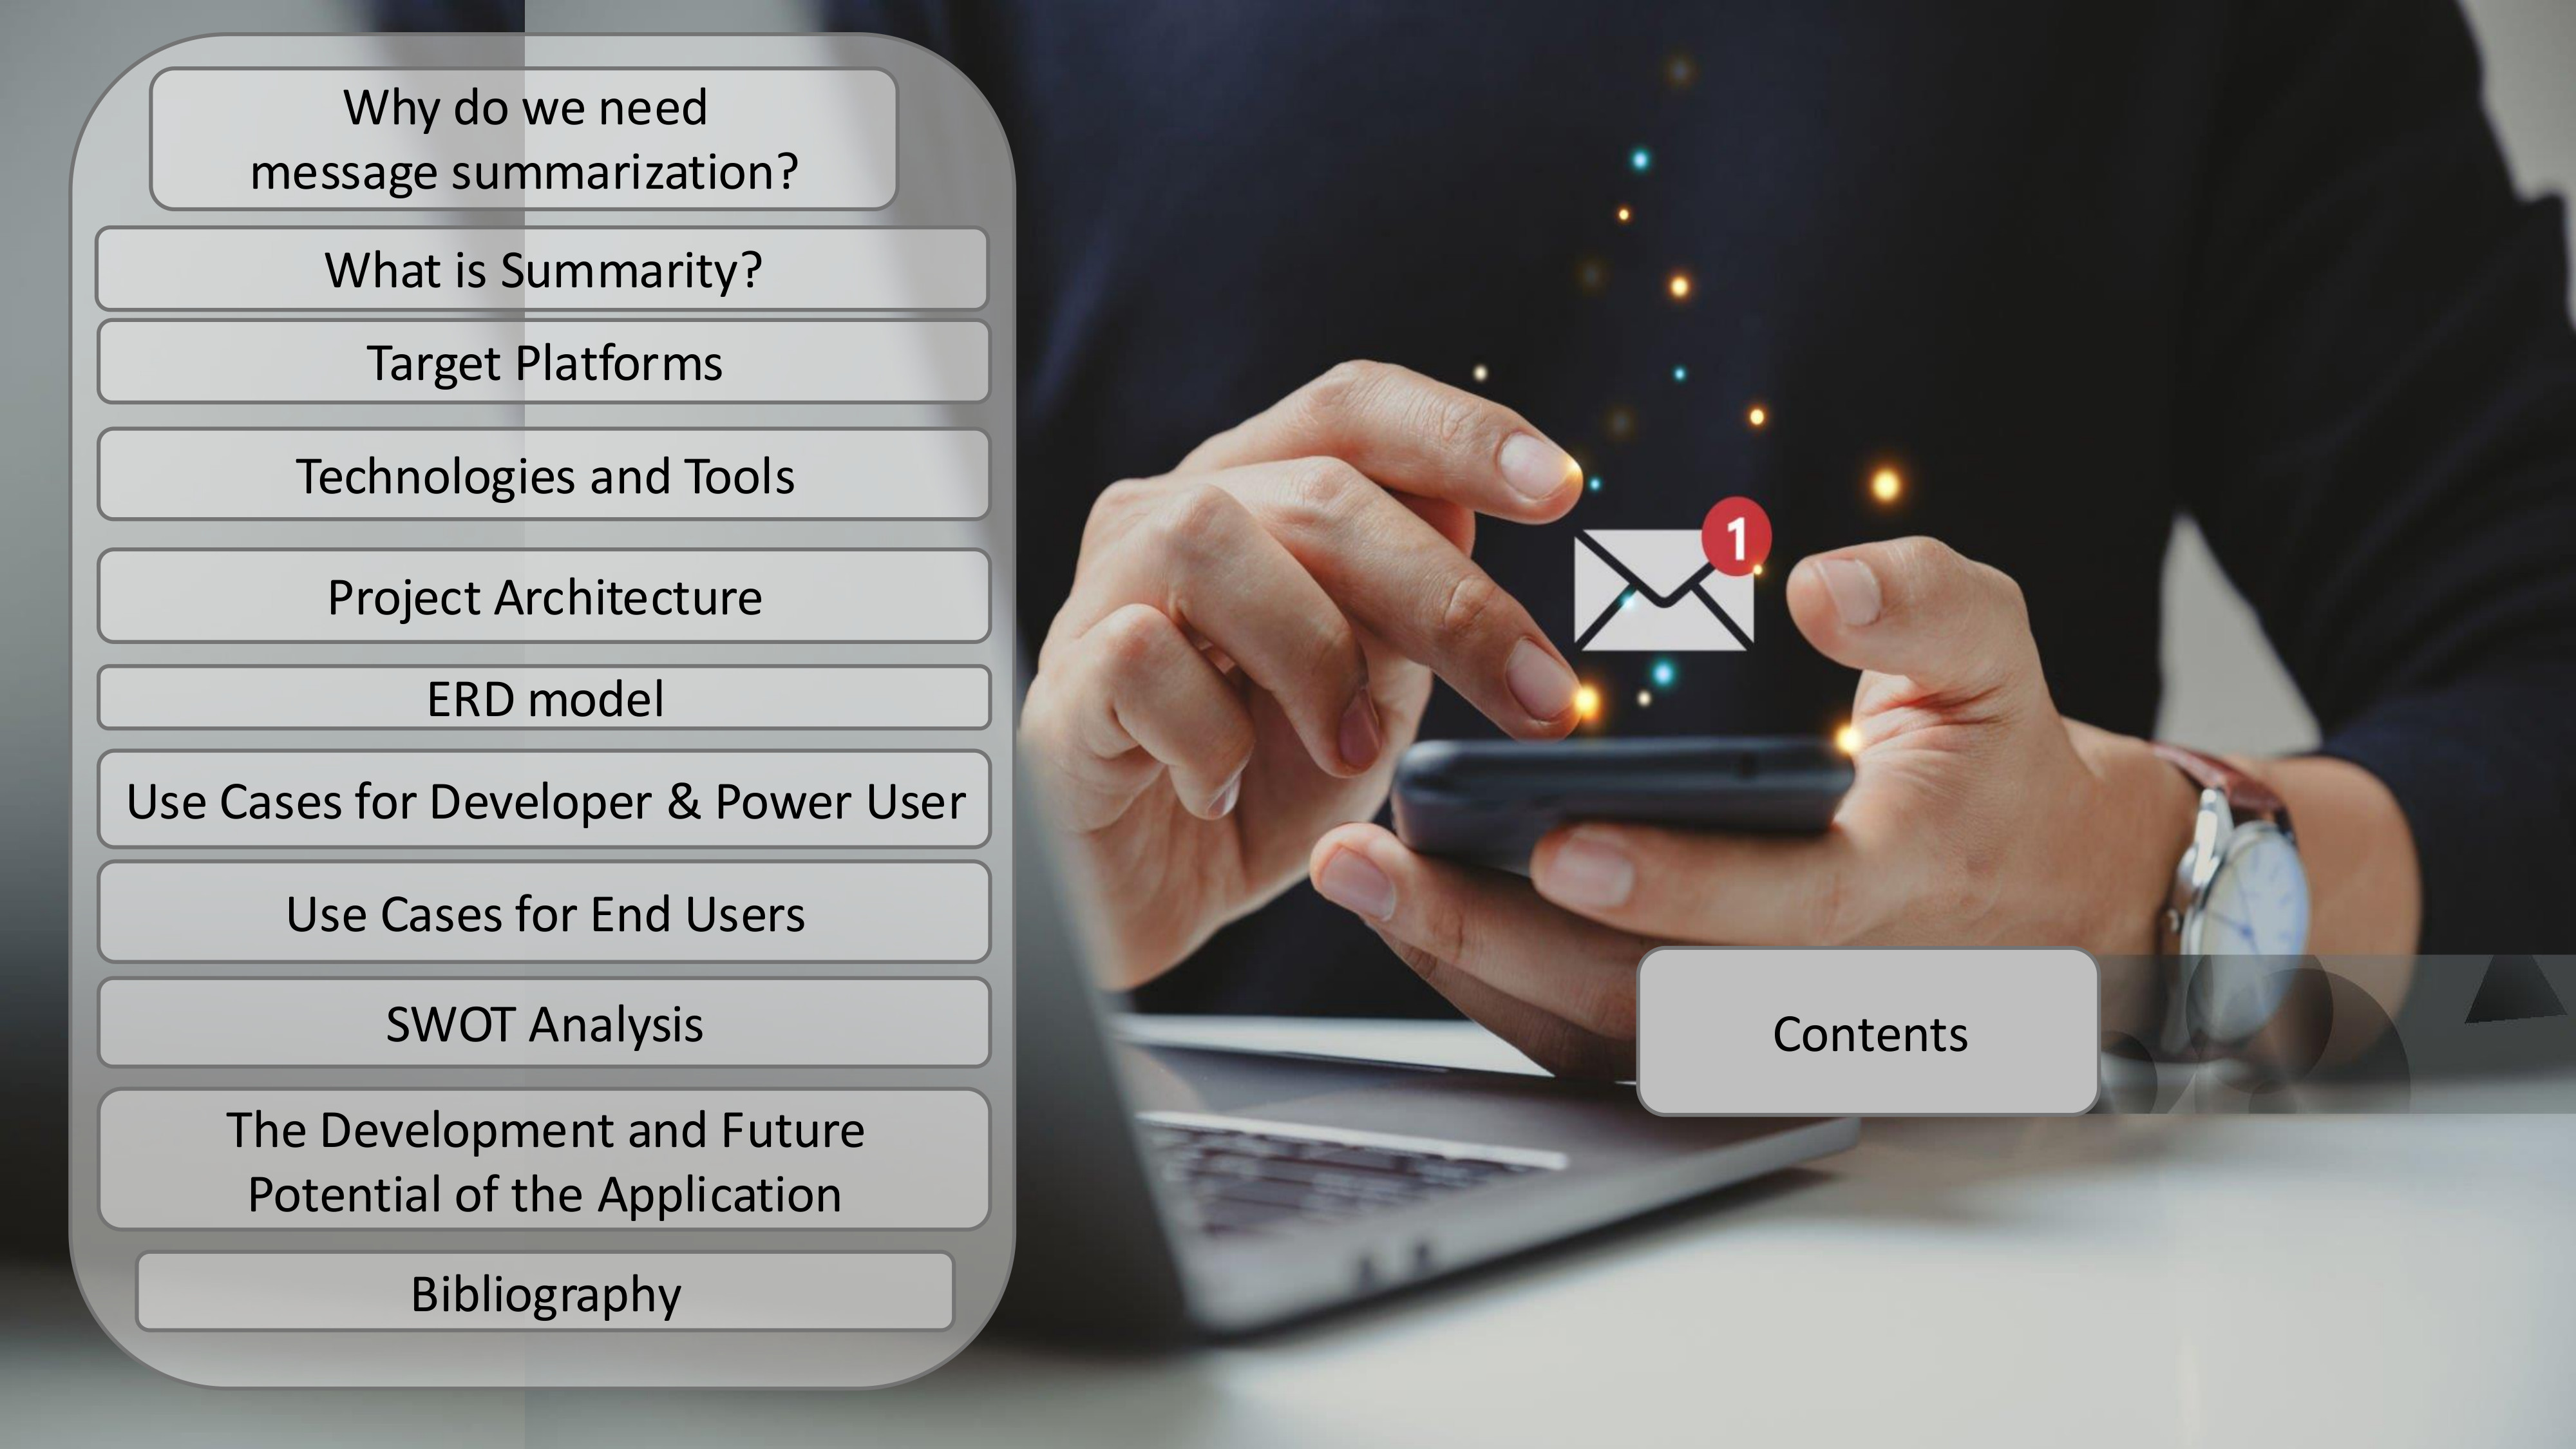 Why do we need
message summarization?
What is Summarity?
Target Platforms
Technologies and Tools
Project Architecture
ERD model
Use Cases for Developer & Power User
Use Cases for End Users
SWOT Analysis
The Development and Future
Potential of the Application
Bibliography
1
Contents